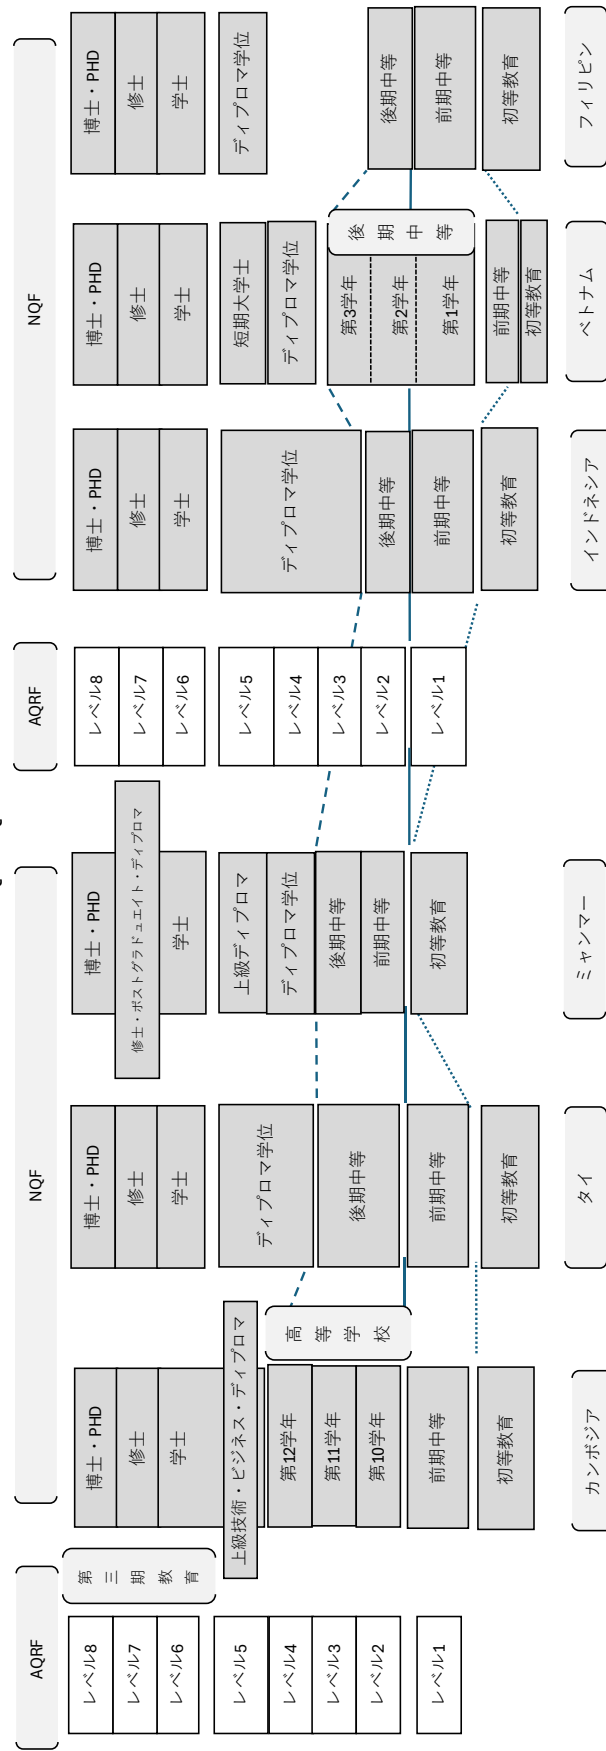 AQRF
NQF
AQRF
NQF
レベル8
レベル7
レベル6
レベル5
レベル4
レベル3
レベル2
レベル1
第三期教育
博士・PHD
修士
学士
上級技術・ビジネス・ディプロマ
第12学年
第11学年
第10学年
高等学校
前期中等
初等教育
カンボジア
博士・PHD
修士
学士
ディプロマ学位
後期中等
前期中等
初等教育
タイ
博士・PHD
修士・ポストグラドュエイト・ディプロマ
学士
上級ディプロマ
ディプロマ学位
後期中等
前期中等
初等教育
ミャンマー
レベル8
レベル7
レベル6
レベル5
レベル4
レベル3
レベル2
レベル1
博士・PHD
修士
学士
ディプロマ学位
後期中等
前期中等
初等教育
インドネシア
博士・PHD
修士
学士
短期大学士
ディプロマ学位
第3学年
第2学年
第1学年
後期中等
前期中等
初等教育
ベトナム
博士・PHD
修士
学士
ディプロマ学位
後期中等
前期中等
初等教育
フィリピン